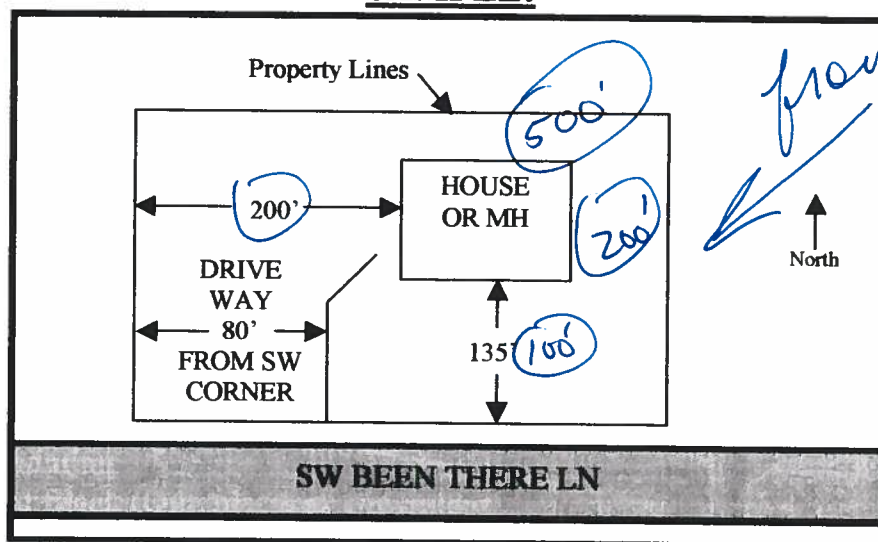 Property Lines
500'
HOUSE
OR MH
200'
200'
North
DRIVE
WAY
80'
FROM SW
CORNER
135'
100'
SW BEEN THERE LN